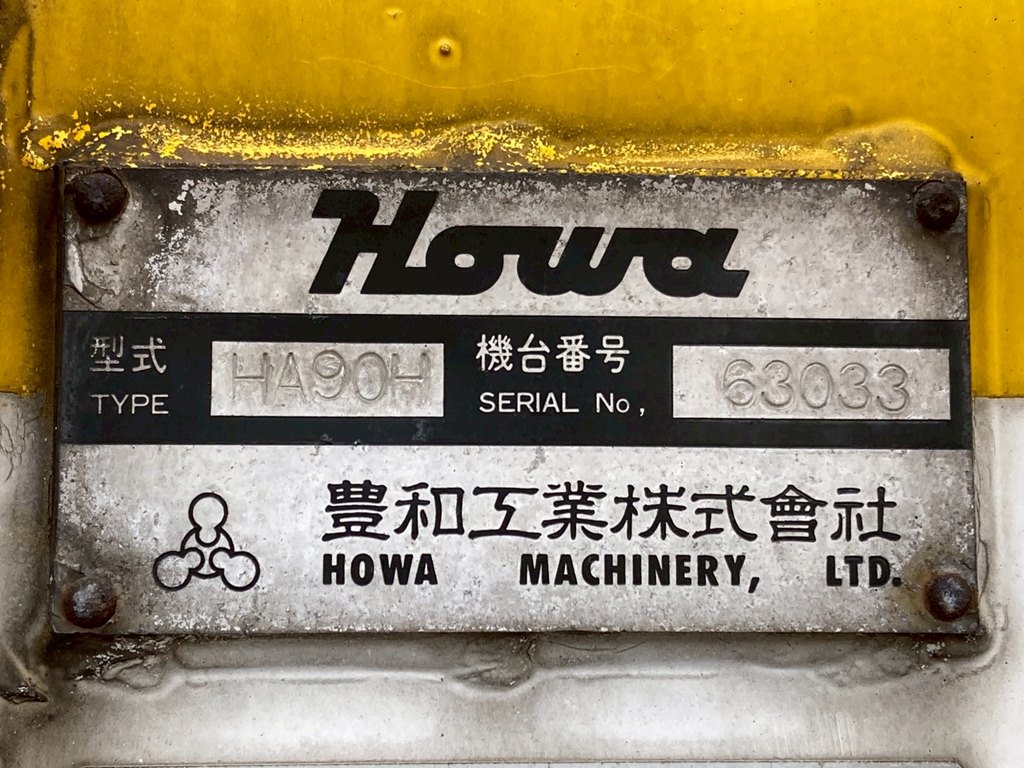 Howa
型式 HA90H 機台番号 63033
TYPE SERIAL No,
豊和工業株式會社
HOWA MACHINERY, LTD.